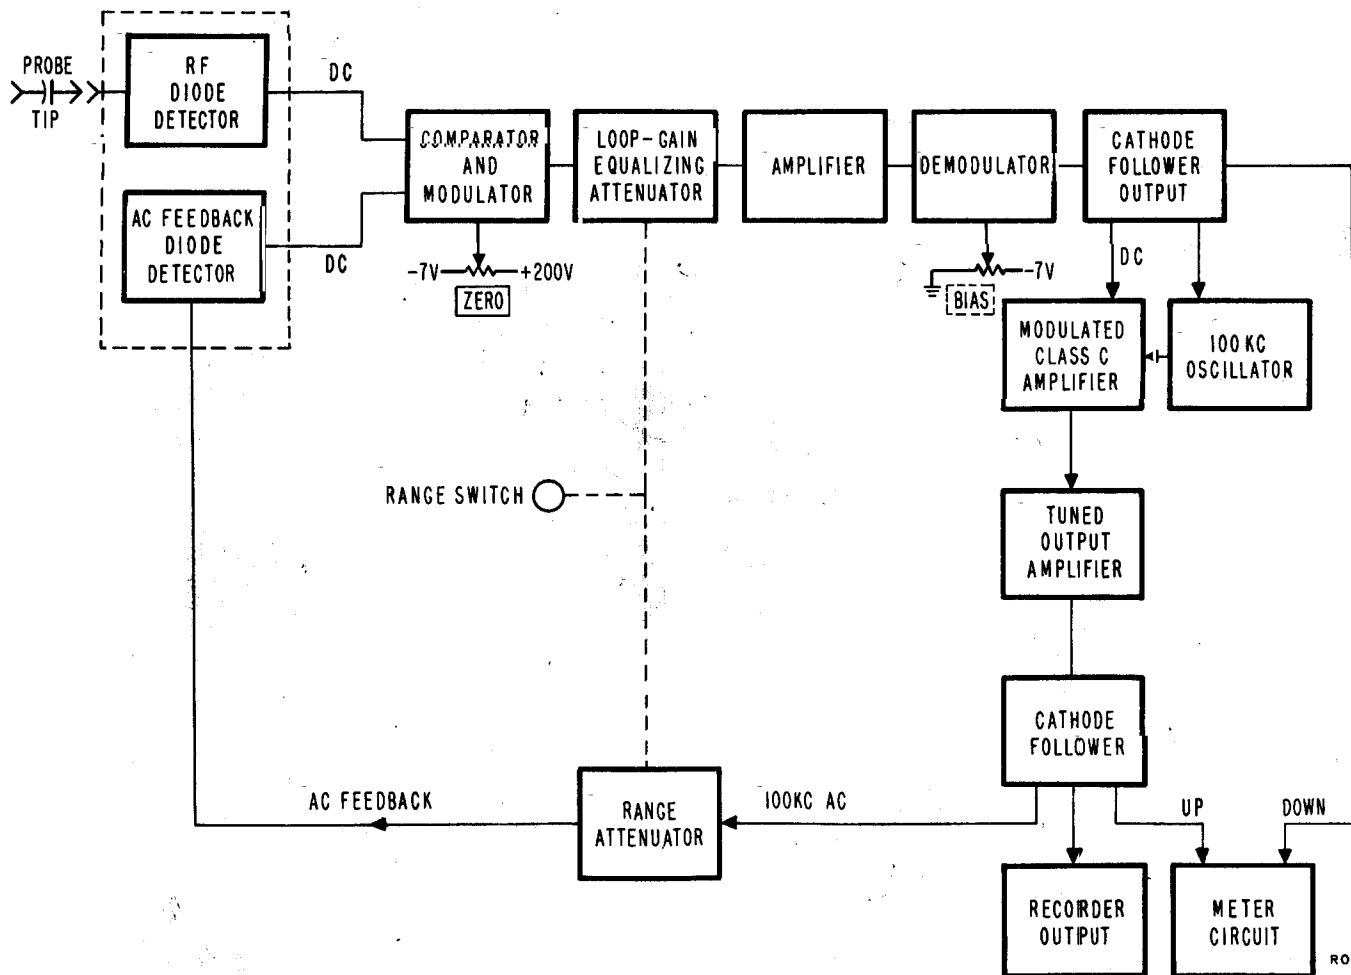 PROBE
TIP
RF
DIODE
DETECTOR
DC
AC FEEDBACK
DIODE
DETECTOR
DC
COMPARATOR
AND
MODULATOR
-7V
+200V
ZERO
LOOP-GAIN
EQUALIZING
ATTENUATOR
AMPLIFIER
DEMODULATOR
-7V
BIAS
CATHODE
FOLLOWER
OUTPUT
DC
MODULATED
CLASS C
AMPLIFIER
100KC
OSCILLATOR
RANGE SWITCH
TUNED
OUTPUT
AMPLIFIER
CATHODE
FOLLOWER
AC FEEDBACK
RANGE
ATTENUATOR
100KC AC
UP
DOWN
RECORDER
OUTPUT
METER
CIRCUIT
RO